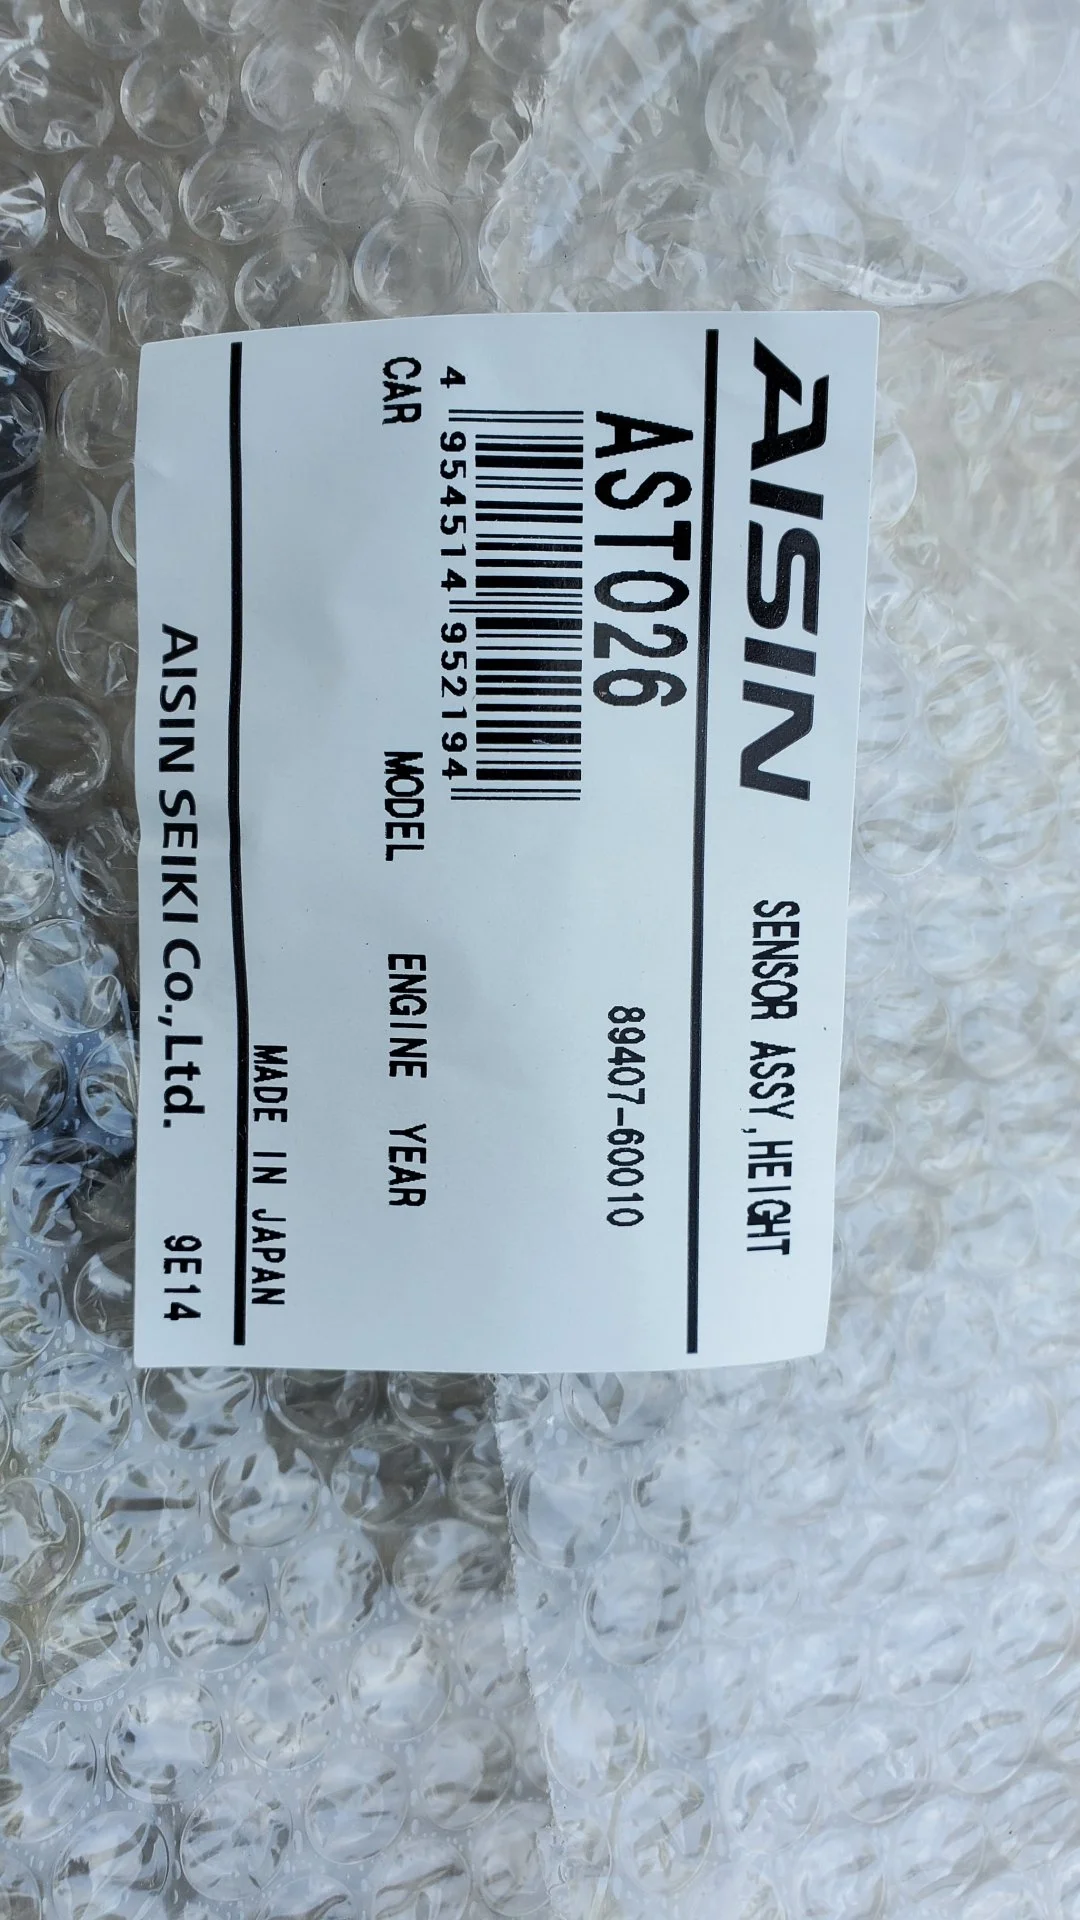 AISIN SENSOR ASSY,HEIGHT
AST026 89407-60010
4 954514 952194
CAR MODEL ENGINE YEAR
MADE IN JAPAN
AISIN SEIKI Co.,Ltd. 9E14